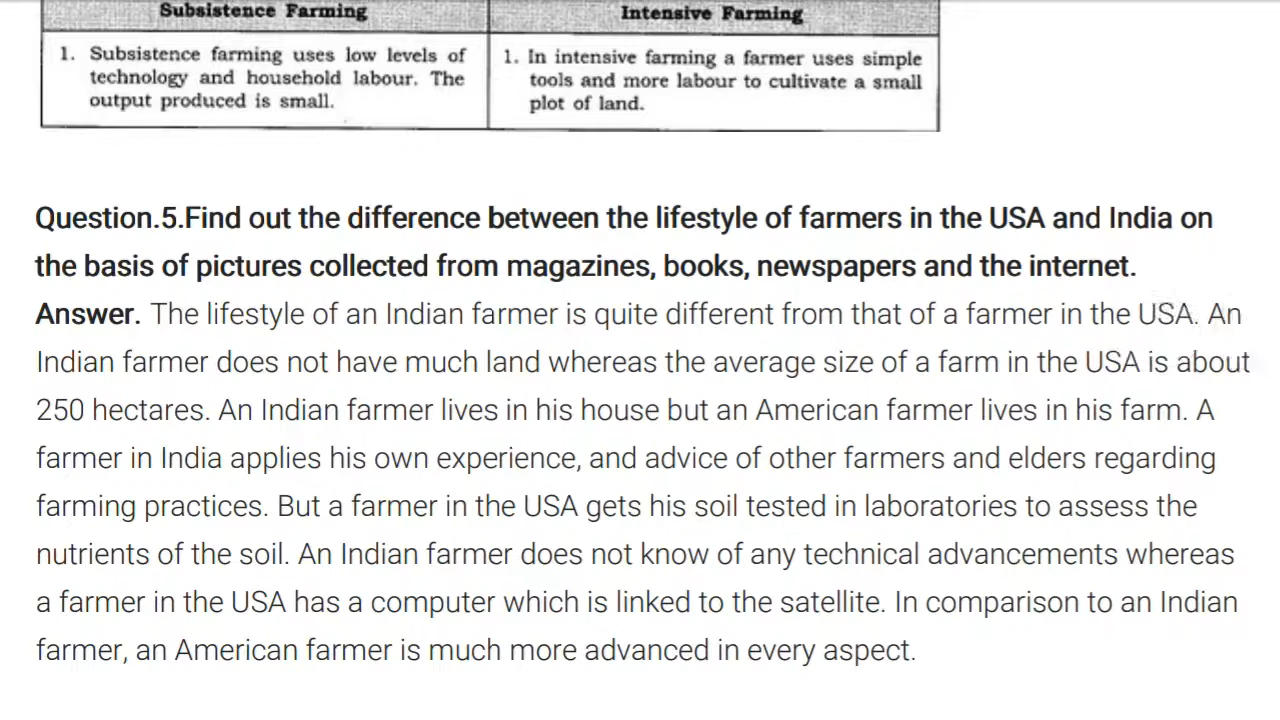 Subsistence Farming
Intensive Farming
1. Subsistence farming uses low levels of
technology and household labour. The
output produced is small.
1. In intensive farming a farmer uses simple
tools and more labour to cultivate a small
plot of land.
Question.5.Find out the difference between the lifestyle of farmers in the USA and India on
the basis of pictures collected from magazines, books, newspapers and the internet.
Answer. The lifestyle of an Indian farmer is quite different from that of a farmer in the USA. An
Indian farmer does not have much land whereas the average size of a farm in the USA is about
250 hectares. An Indian farmer lives in his house but an American farmer lives in his farm. A
farmer in India applies his own experience, and advice of other farmers and elders regarding
farming practices. But a farmer in the USA gets his soil tested in laboratories to assess the
nutrients of the soil. An Indian farmer does not know of any technical advancements whereas
a farmer in the USA has a computer which is linked to the satellite. In comparison to an Indian
farmer, an American farmer is much more advanced in every aspect.